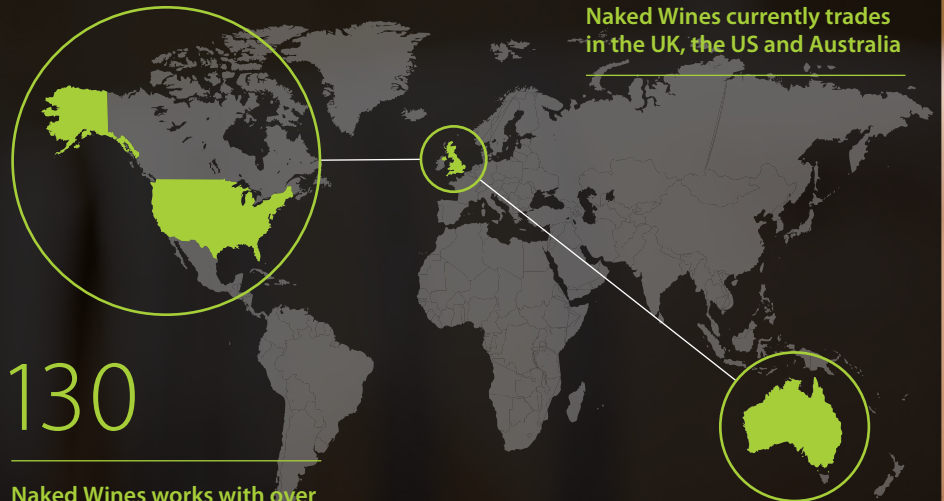 Naked Wines currently trades
in the UK, the US and Australia
130
Naked Wines works with over